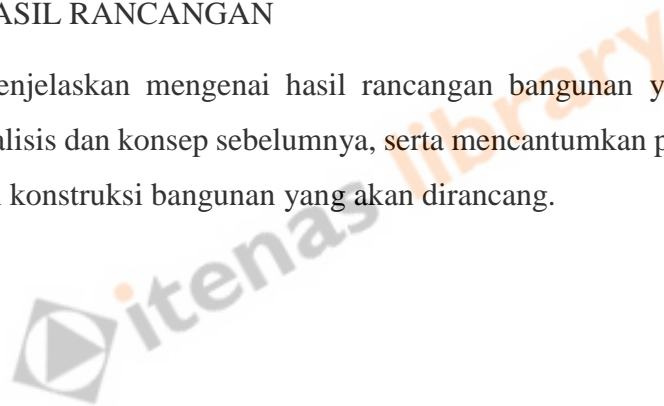 ASIL RANCANGAN
enjelaskan mengenai hasil rancangan bangunan y
alisis dan konsep sebelumnya, serta mencantumkan p
konstruksi bangunan yang akan dirancang.
itenas library